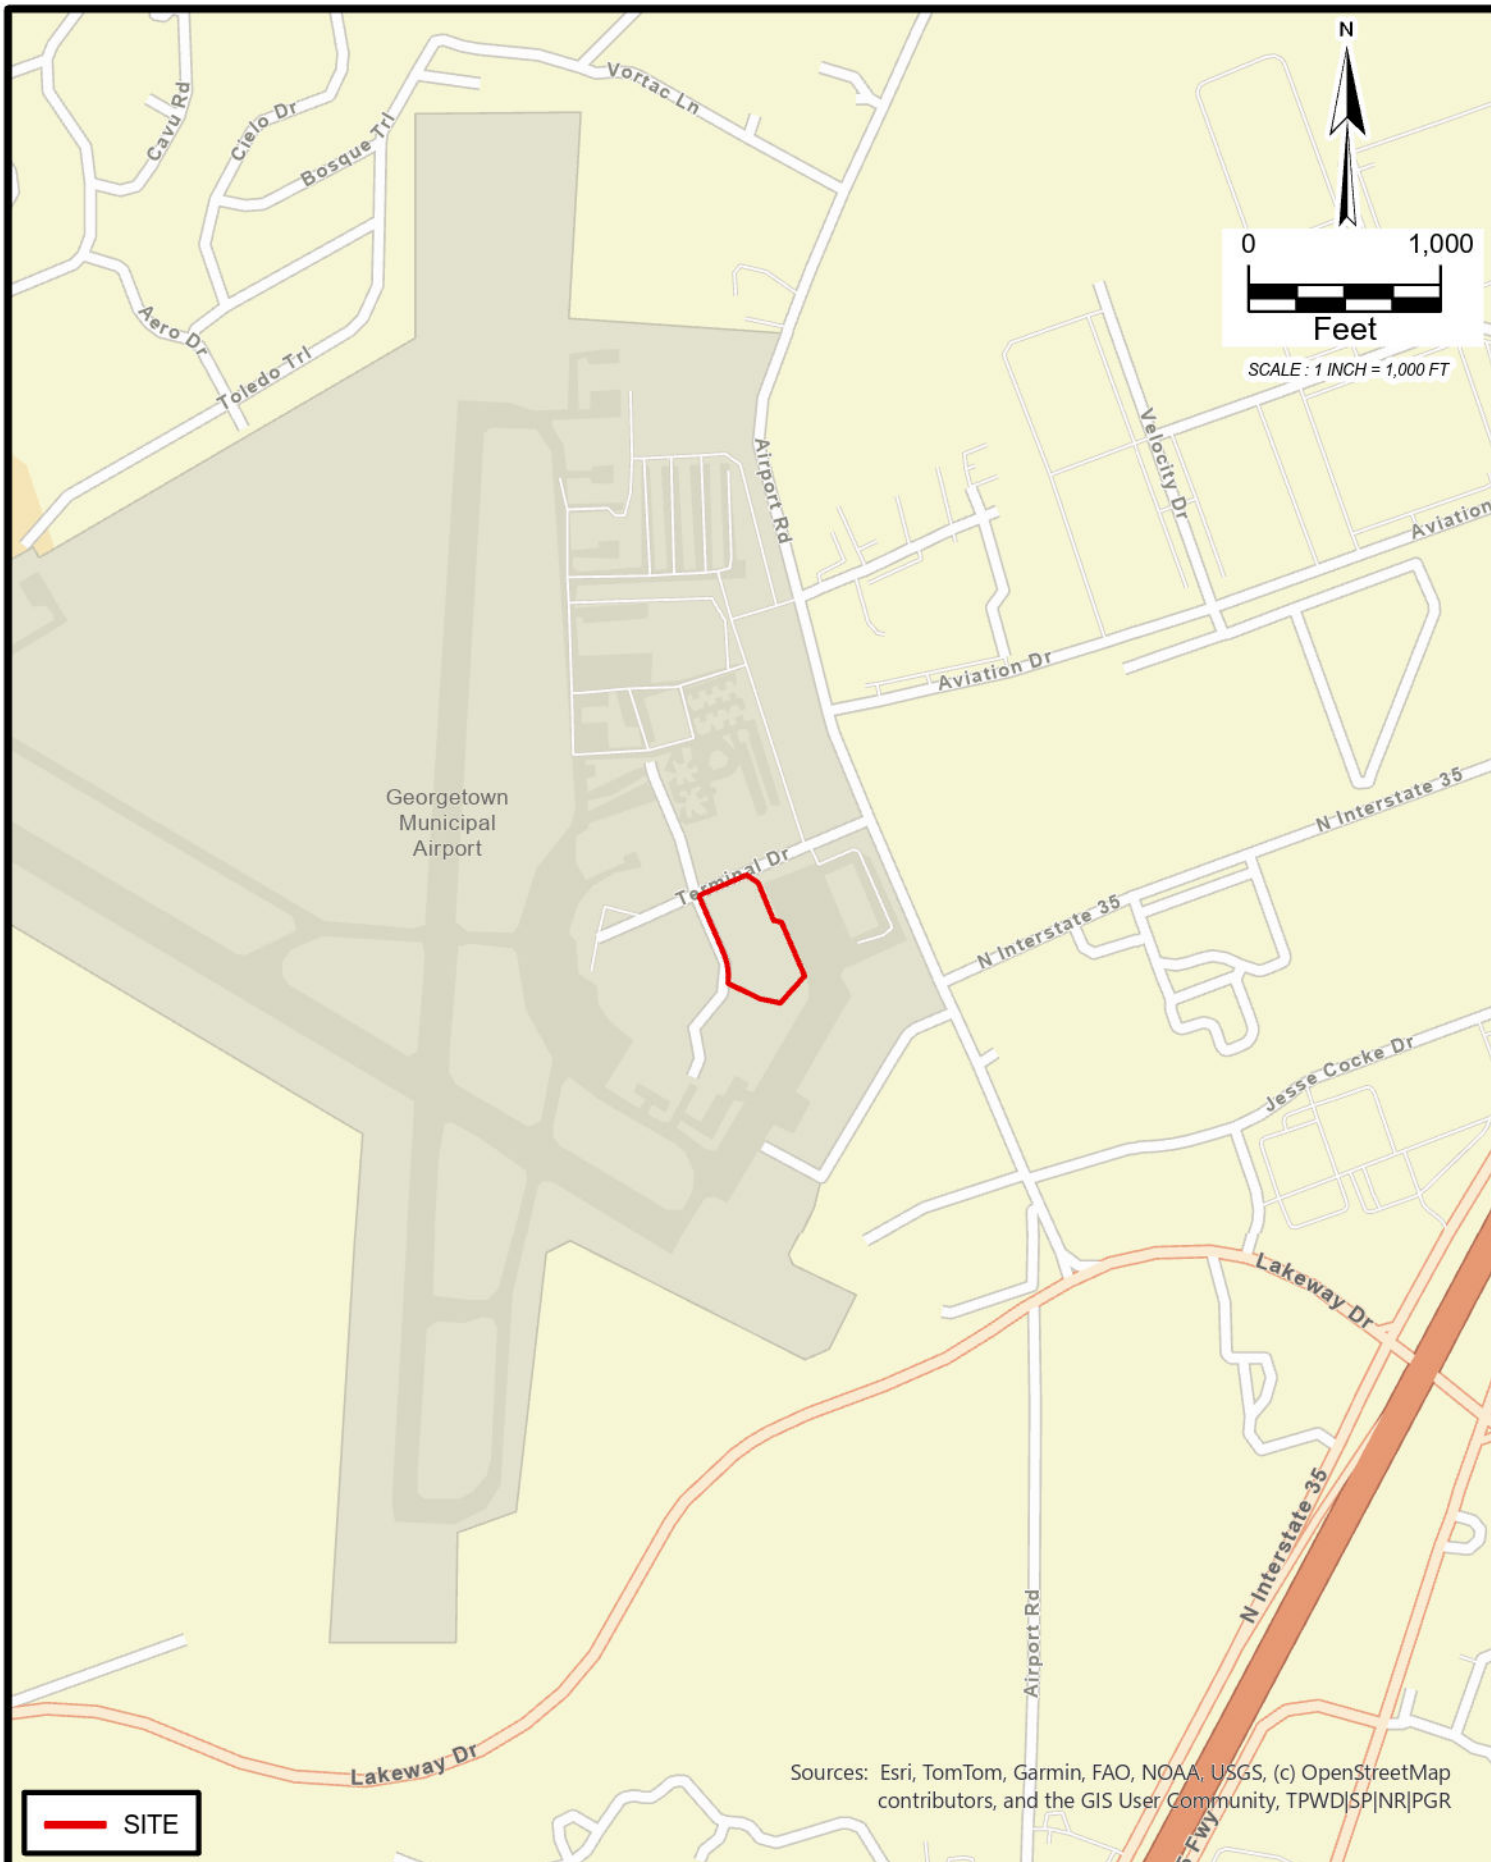 N
Vortac Ln
Cavu Rd
Cielo Dr
Bosque Trl
0 1,000
Feet
SCALE : 1 INCH = 1,000 FT
Aero Dr
Toledo Trl
Airport Rd
Velocity Dr
Aviation
Aviation Dr
Georgetown
Municipal
Airport
N Interstate 35
Terminal Dr
N Interstate 35
Jesse Cocke Dr
Lakeway Dr
N Interstate 35
Airport Rd
Lakeway Dr
Sources: Esri, TomTom, Garmin, FAO, NOAA, USGS, (c) OpenStreetMap
contributors, and the GIS User Community, TPWD|SP|NR|PGR
SITE
Fwy